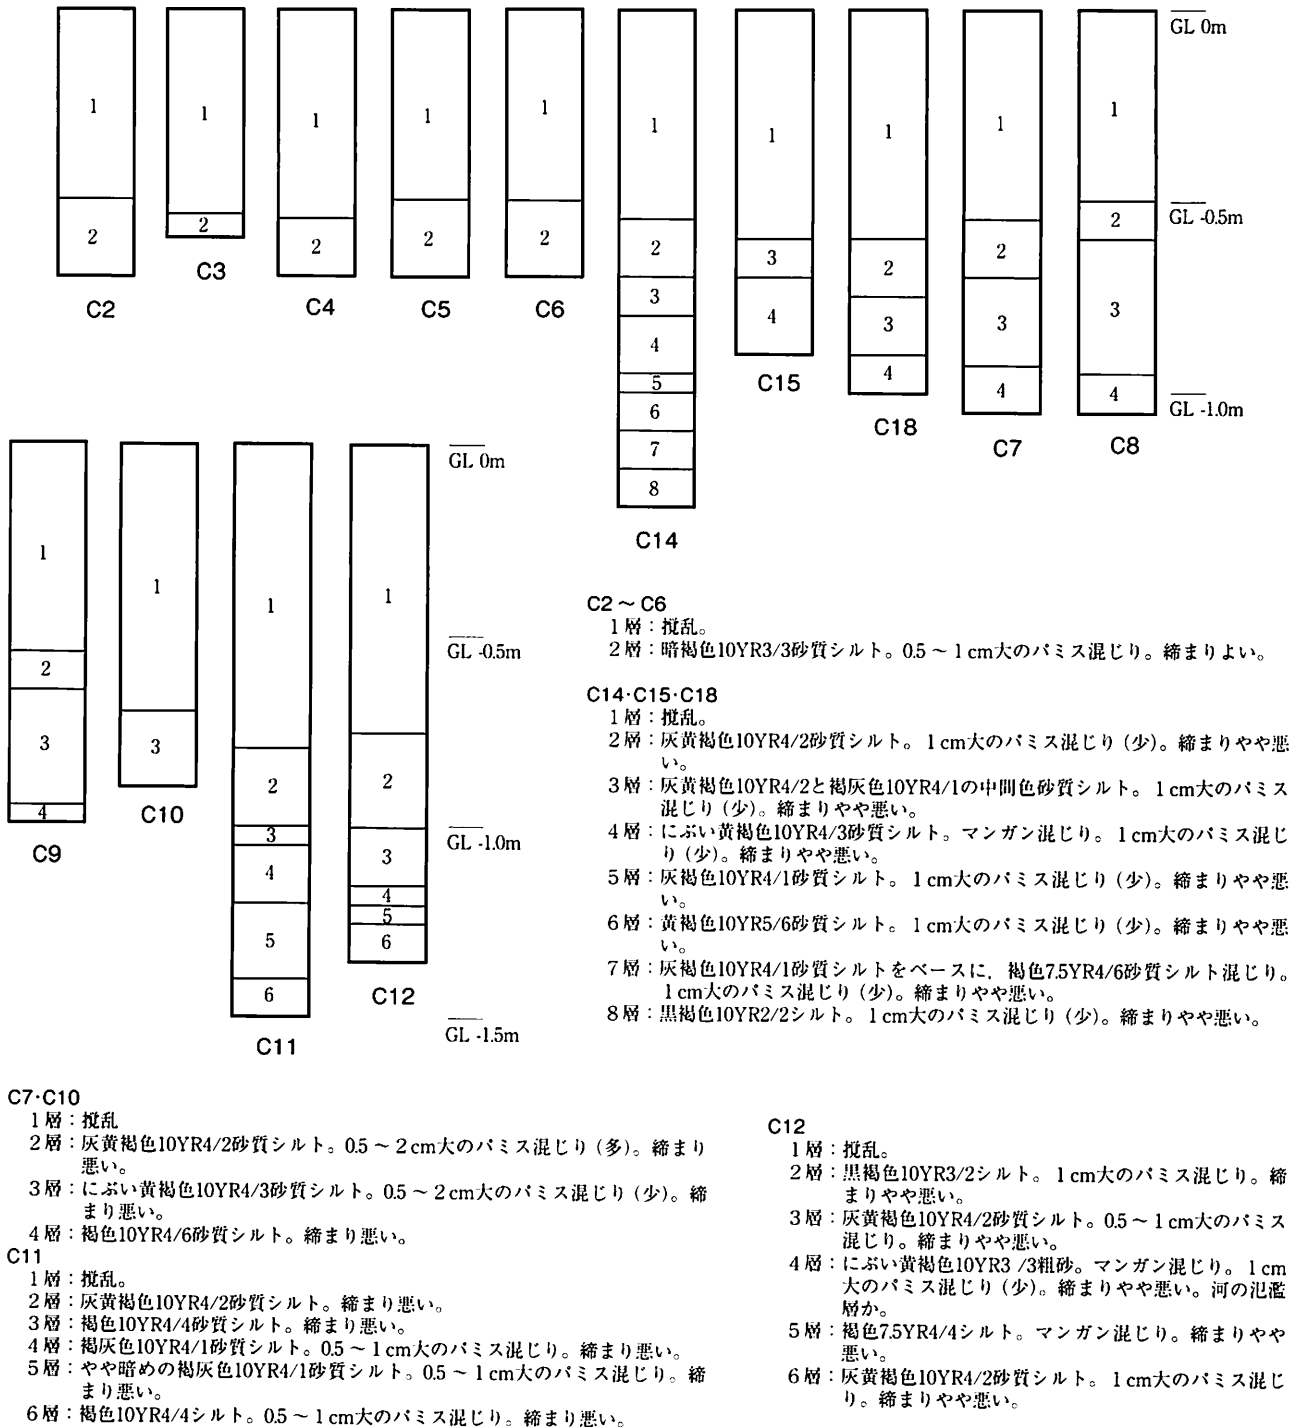 GL 0m
1
1
1
1
1
1
1
1
1
1
GL -0.5m
2
2
2
2
2
2
3
2
2
2
3
4
3
3
3
4
4
4
4
5
6
7
8
GL -1.0m
C2
C3
C4
C5
C6
C14
C15
C18
C7
C8
GL 0m
1
1
1
1
GL -0.5m
2
3
4
3
2
3
4
5
6
2
3
4
5
6
GL -1.0m
GL -1.5m
C9
C10
C11
C12
C2～C6
1層：撹乱。
2層：暗褐色10YR3/3砂質シルト。0.5～1cm大のパミス混じり。締まりよい。
C14·C15·C18
1層：撹乱。
2層：灰黄褐色10YR4/2砂質シルト。1cm大のパミス混じり（少）。締まりやや悪
い。
3層：灰黄褐色10YR4/2と褐灰色10YR4/1の中間色砂質シルト。1cm大のパミス
混じり（少）。締まりやや悪い。
4層：にぶい黄褐色10YR4/3砂質シルト。マンガン混じり。1cm大のパミス混じ
り（少）。締まりやや悪い。
5層：灰褐色10YR4/1砂質シルト。1cm大のパミス混じり（少）。締まりやや悪
い。
6層：黄褐色10YR5/6砂質シルト。1cm大のパミス混じり（少）。締まりやや悪
い。
7層：灰褐色10YR4/1砂質シルトをベースに，褐色7.5YR4/6砂質シルト混じり。
1cm大のパミス混じり（少）。締まりやや悪い。
8層：黒褐色10YR2/2シルト。1cm大のパミス混じり（少）。締まりやや悪い。
C7·C10
1層：撹乱
2層：灰黄褐色10YR4/2砂質シルト。0.5～2cm大のパミス混じり（多）。締まり
悪い。
3層：にぶい黄褐色10YR4/3砂質シルト。0.5～2cm大のパミス混じり（少）。締
まり悪い。
4層：褐色10YR4/6砂質シルト。締まり悪い。
C11
1層：撹乱。
2層：灰黄褐色10YR4/2砂質シルト。締まり悪い。
3層：褐色10YR4/4砂質シルト。締まり悪い。
4層：褐灰色10YR4/1砂質シルト。0.5～1cm大のパミス混じり。締まり悪い。
5層：やや暗めの褐灰色10YR4/1砂質シルト。0.5～1cm大のパミス混じり。締
まり悪い。
6層：褐色10YR4/4シルト。0.5～1cm大のパミス混じり。締まり悪い。
C12
1層：撹乱。
2層：黒褐色10YR3/2シルト。1cm大のパミス混じり。締
まりやや悪い。
3層：灰黄褐色10YR4/2砂質シルト。0.5～1cm大のパミス
混じり。締まりやや悪い。
4層：にぶい黄褐色10YR3/3粗砂。マンガン混じり。1cm
大のパミス混じり（少）。締まりやや悪い。河の氾濫
層か。
5層：褐色7.5YR4/4シルト。マンガン混じり。締まりやや
悪い。
6層：灰黄褐色10YR4/2砂質シルト。1cm大のパミス混じ
り。締まりやや悪い。